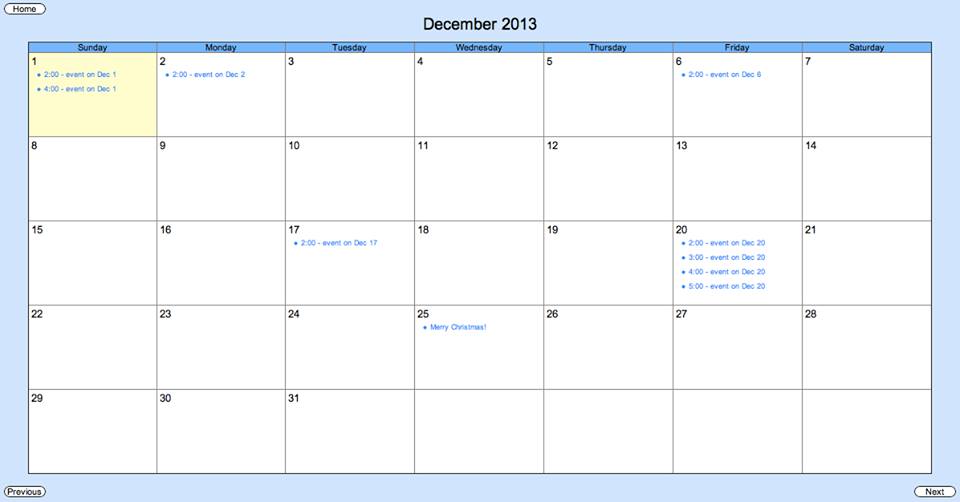 Home
December 2013
Sunday Monday Tuesday Wednesday Thursday Friday Saturday
1 2 3 4 5 6 7
• 2:00 - event on Dec 1 • 2:00 - event on Dec 2 • 2:00 - event on Dec 6
• 4:00 - event on Dec 1
8 9 10 11 12 13 14
15 16 17 18 19 20 21
• 2:00 - event on Dec 17 • 2:00 - event on Dec 20
• 3:00 - event on Dec 20
• 4:00 - event on Dec 20
• 5:00 - event on Dec 20
22 23 24 25 26 27 28
• Merry Christmas!
29 30 31
Previous Next